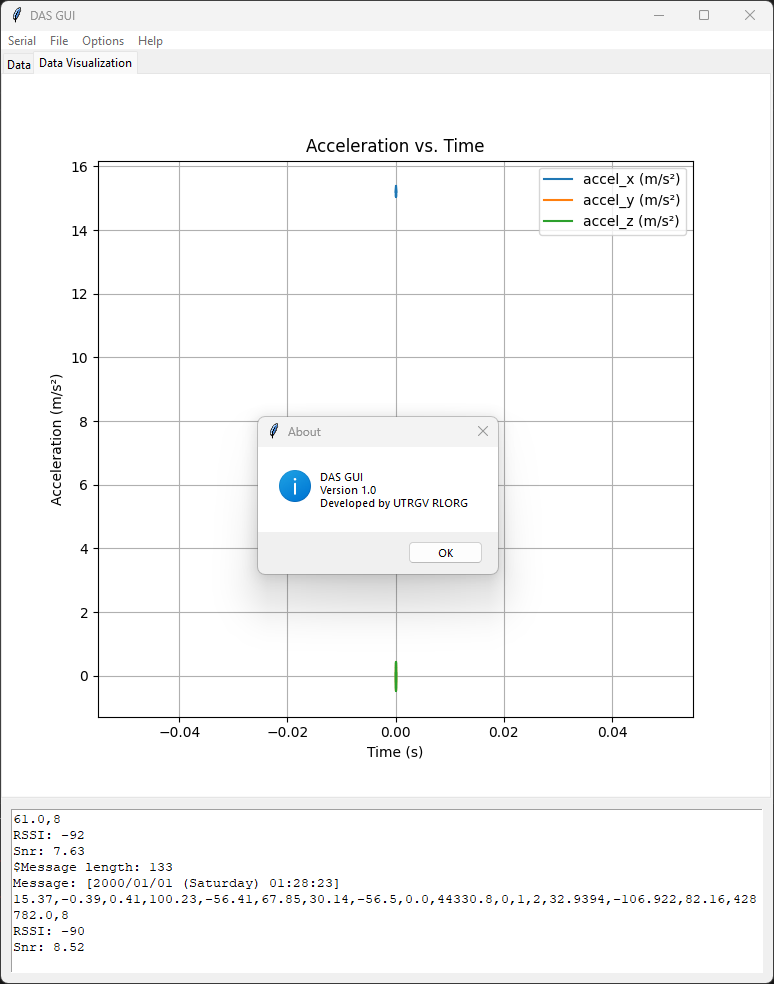 DAS GUI
Serial File Options Help
Data Data Visualization
Acceleration vs. Time
16
14
12
10
8
6
4
2
0
Acceleration (m/s²)
accel_x (m/s²)
accel_y (m/s²)
accel_z (m/s²)
About
DAS GUI
Version 1.0
Developed by UTRGV RLORG
OK
−0.04 −0.02 0.00 0.02 0.04
Time (s)
61.0,8
RSSI: -92
Snr: 7.63
$Message length: 133
Message: [2000/01/01 (Saturday) 01:28:23]
15.37,-0.39,0.41,100.23,-56.41,67.85,30.14,-56.5,0.0,44330.8,0,1,2,32.9394,-106.922,82.16,428
782.0,8
RSSI: -90
Snr: 8.52